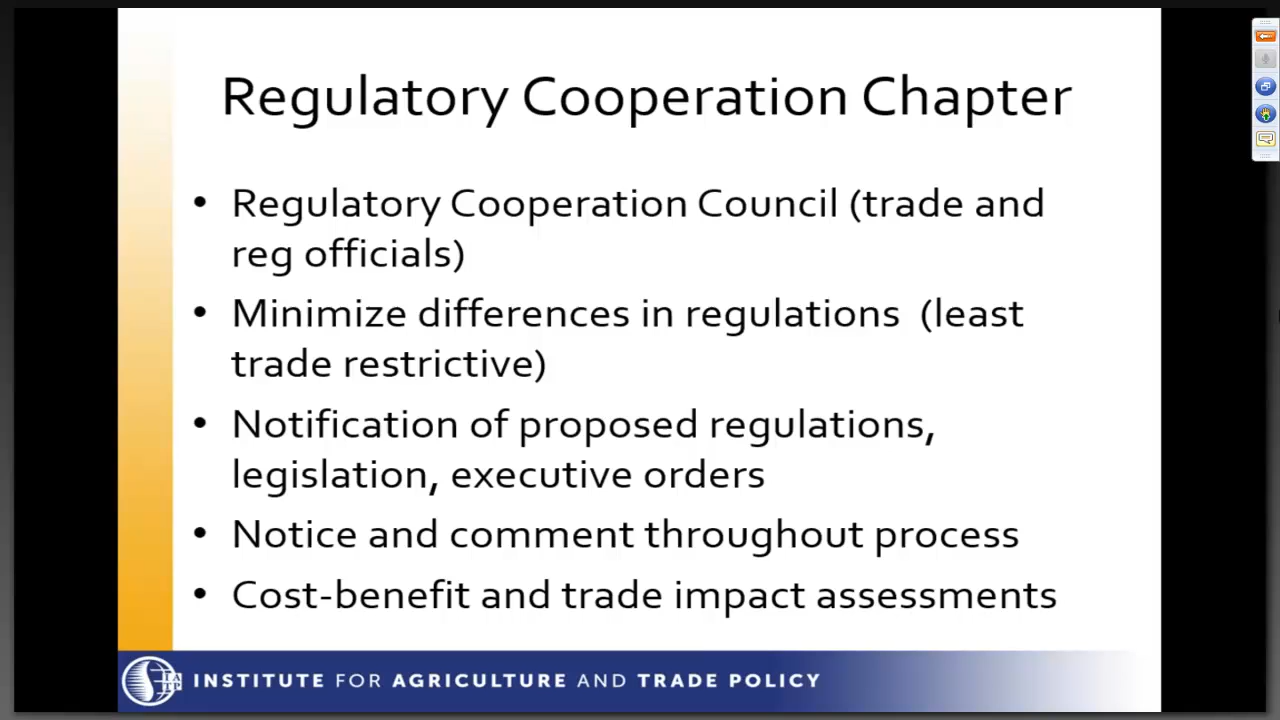 Regulatory Cooperation Chapter
• Regulatory Cooperation Council (trade and
reg officials)
• Minimize differences in regulations (least
trade restrictive)
• Notification of proposed regulations,
legislation, executive orders
• Notice and comment throughout process
• Cost-benefit and trade impact assessments
INSTITUTE FOR AGRICULTURE AND TRADE POLICY